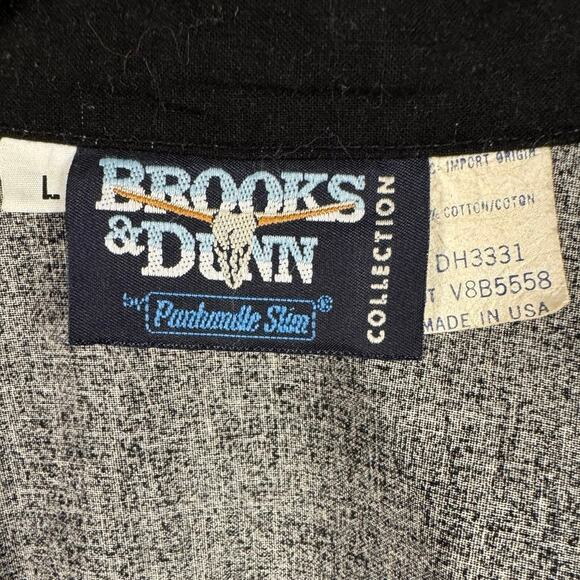 L
BROOKS
& DUNN
COLLECTION
by Panhandle Slim®
IMPORT ORIGIN
% COTTON/COTON
DH3331
V8B5558
MADE IN USA